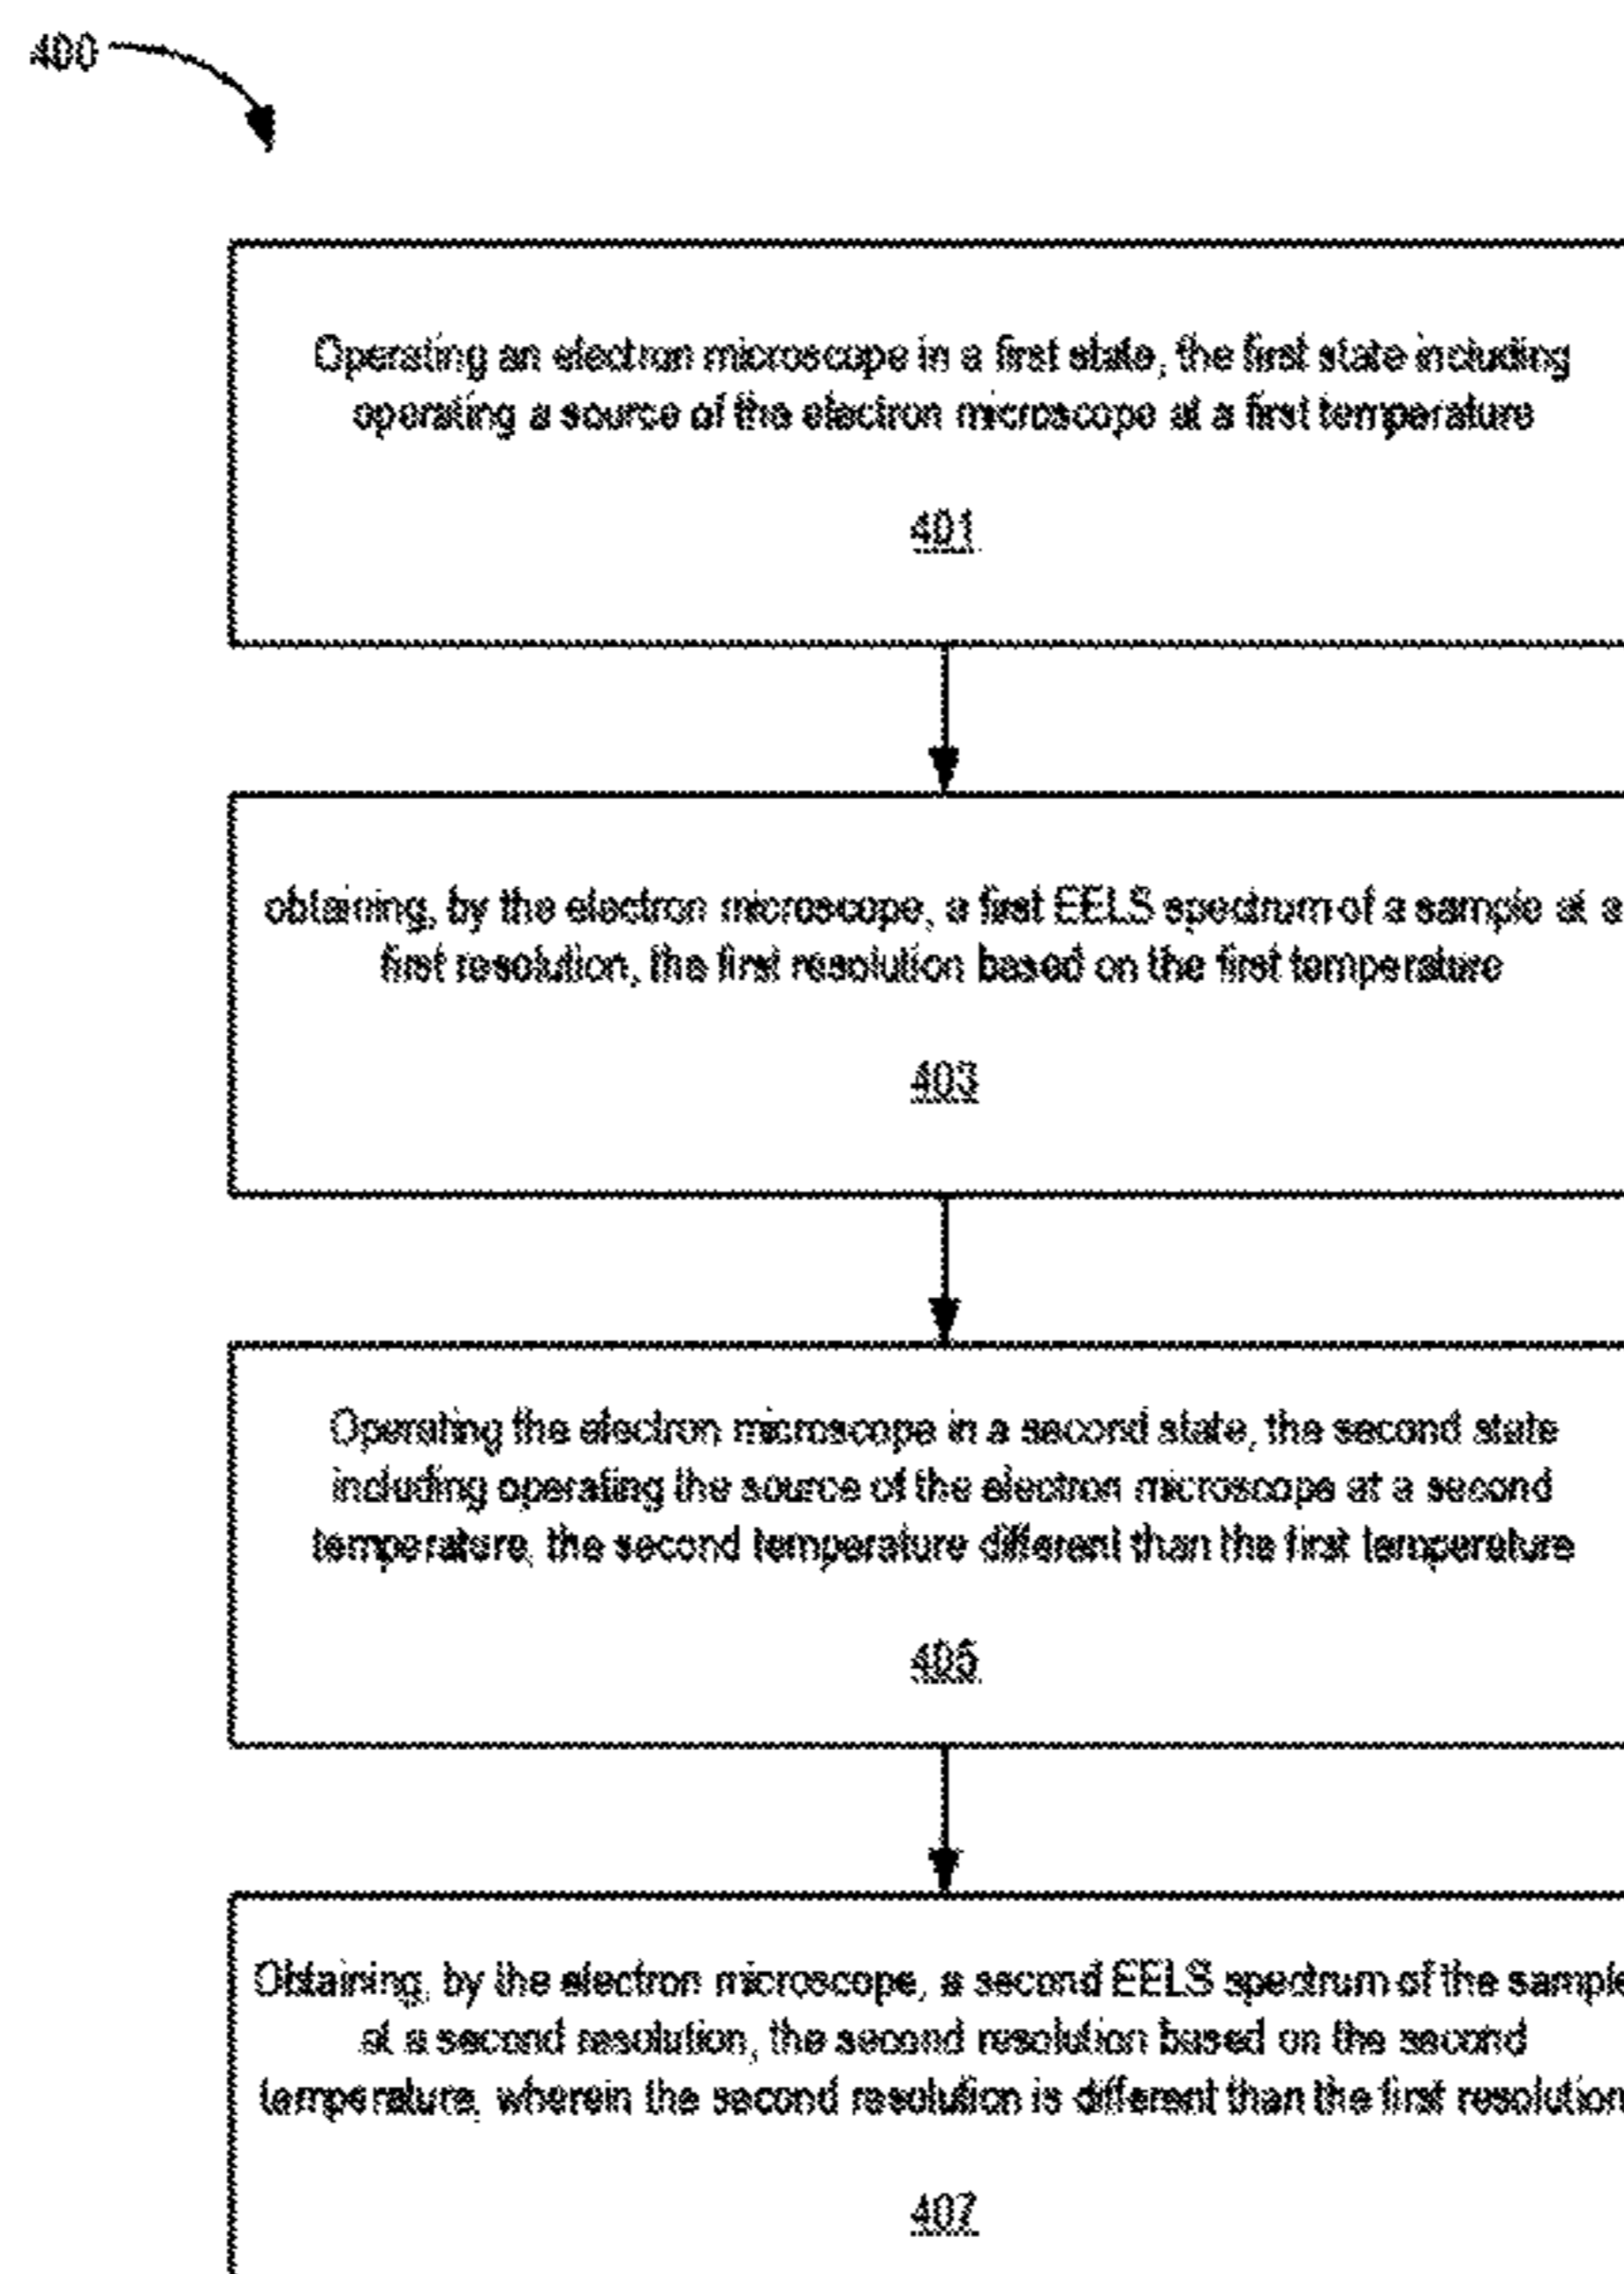 400
Operating an electron microscope in a first state, the first state including
operating a source of the electron microscope at a first temperature
401
obtaining, by the electron microscope, a first EELS spectrum of a sample at a
first resolution, the first resolution based on the first temperature
403
Operating the electron microscope in a second state, the second state
including operating the source of the electron microscope at a second
temperature, the second temperature different than the first temperature
405
Obtaining, by the electron microscope, a second EELS spectrum of the sample
at a second resolution, the second resolution based on the second
temperature, wherein the second resolution is different than the first resolution
407